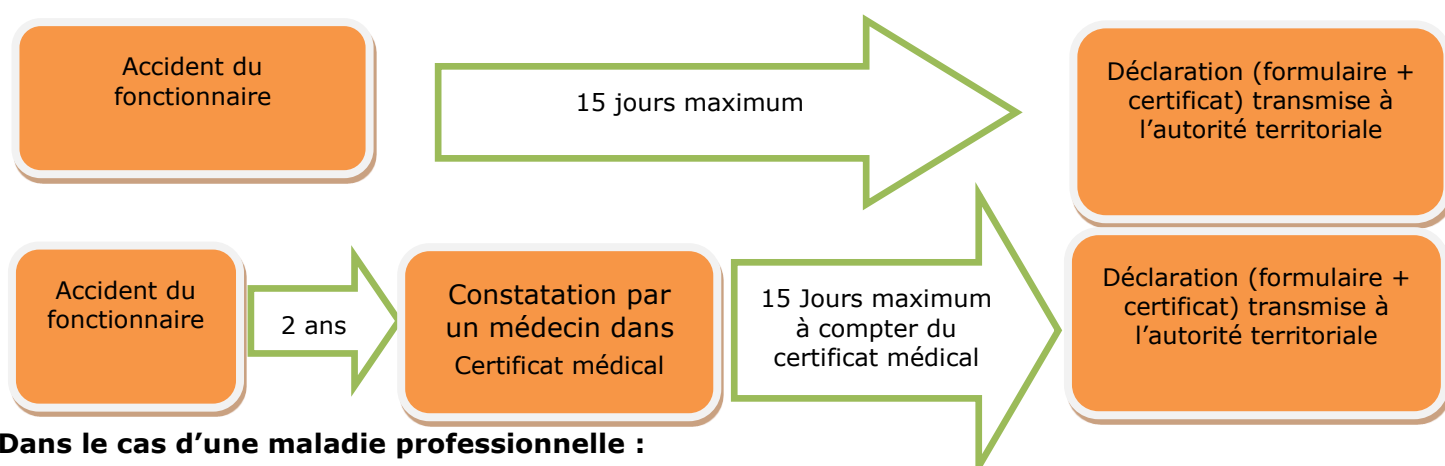 Accident du
fonctionnaire
15 jours maximum
Déclaration (formulaire +
certificat) transmise à
l’autorité territoriale
Accident du
fonctionnaire
2 ans
Constatation par
un médecin dans
Certificat médical
15 Jours maximum
à compter du
certificat médical
Déclaration (formulaire +
certificat) transmise à
l’autorité territoriale
Dans le cas d’une maladie professionnelle :